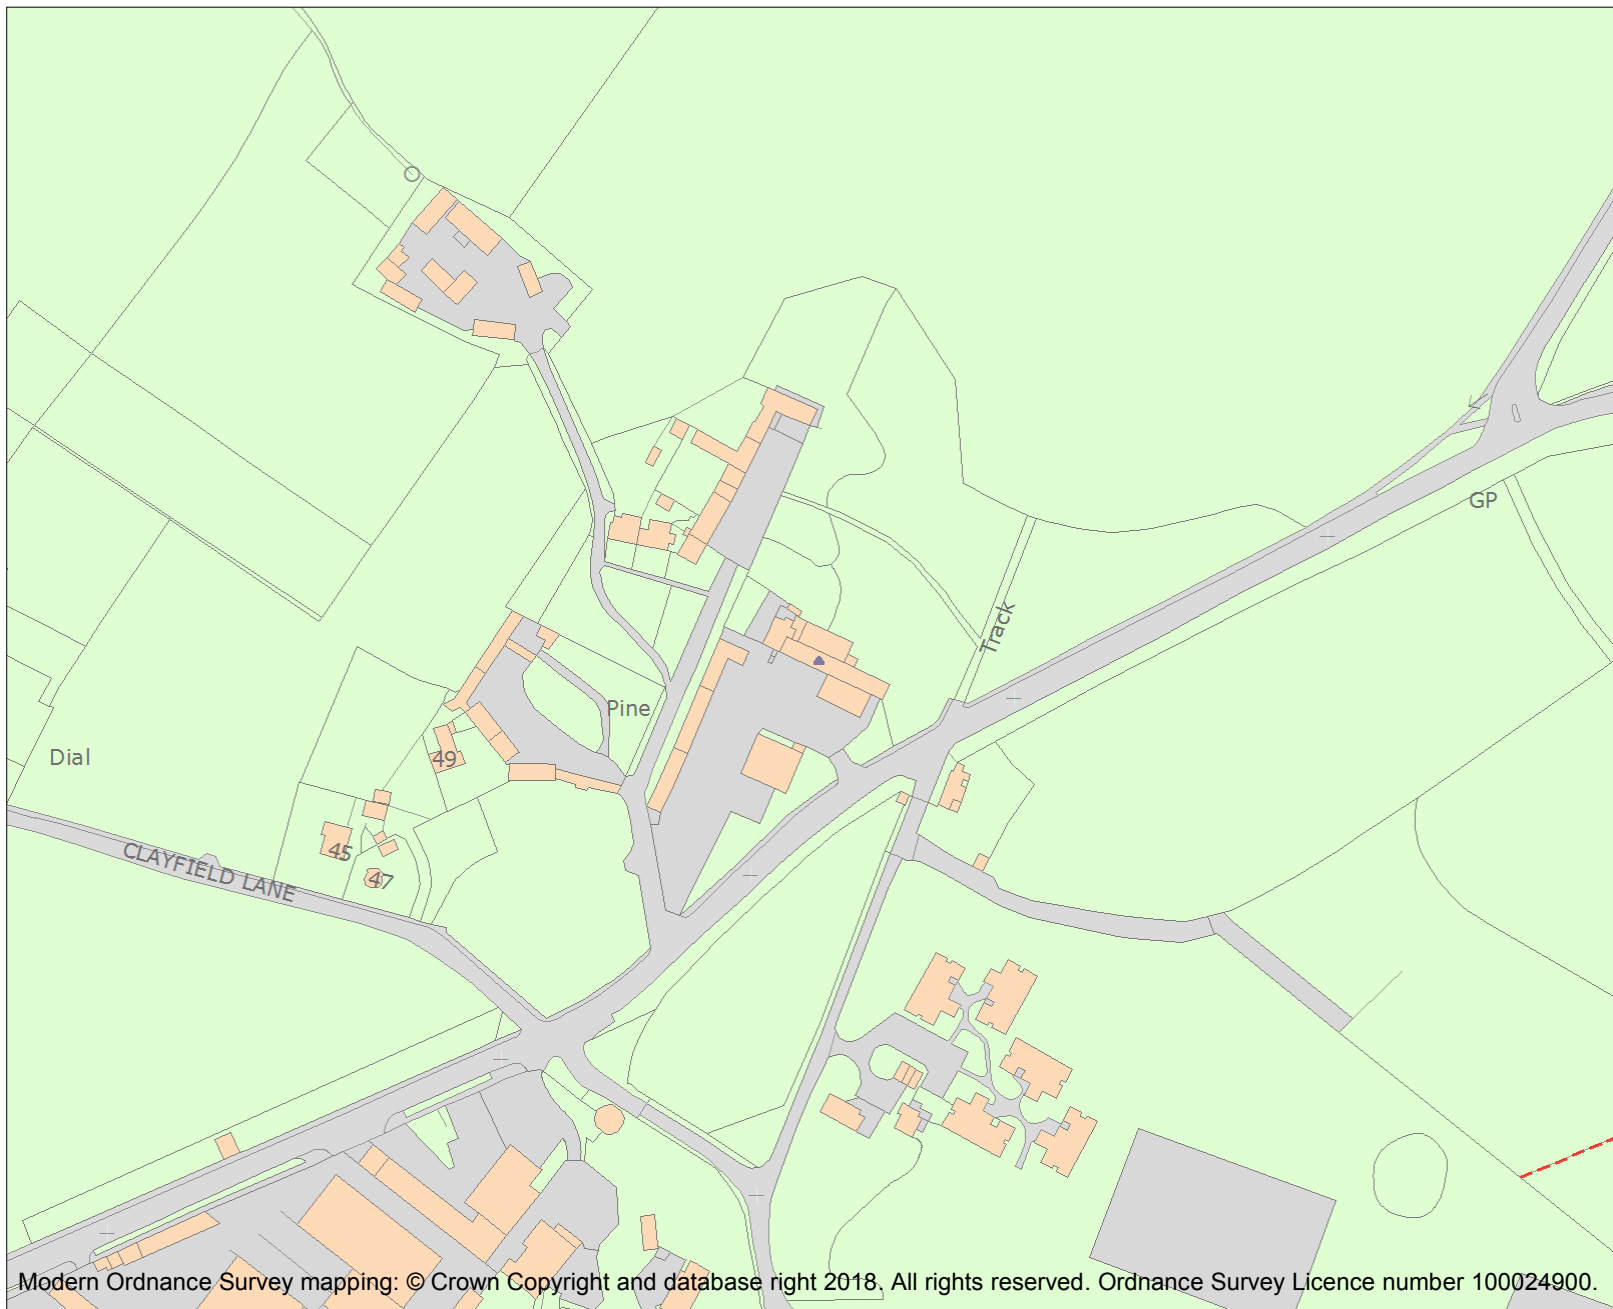 GP
Track
Pine
Dial
49
45
47
CLAYFIELD LANE
Modern Ordnance Survey mapping: © Crown Copyright and database right 2018. All rights reserved. Ordnance Survey Licence number 100024900.